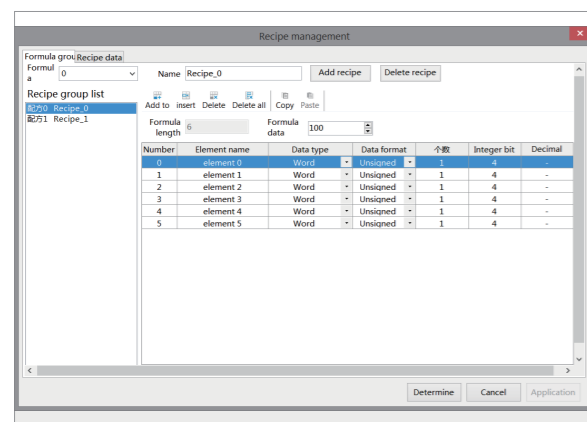 Recipe management
Formula grou Recipe data
Formula 0 Name Recipe_0 Add recipe Delete recipe
Recipe group list
配方0 Recipe_0
配方1 Recipe_1
Add to insert Delete Delete all Copy Paste
Formula length 6 Formula data 100
Number Element name Data type Data format 个数 Integer bit Decimal
0 element 0 Word Unsigned 1 4 -
1 element 1 Word Unsigned 1 4 -
2 element 2 Word Unsigned 1 4 -
3 element 3 Word Unsigned 1 4 -
4 element 4 Word Unsigned 1 4 -
5 element 5 Word Unsigned 1 4 -
Determine Cancel Application